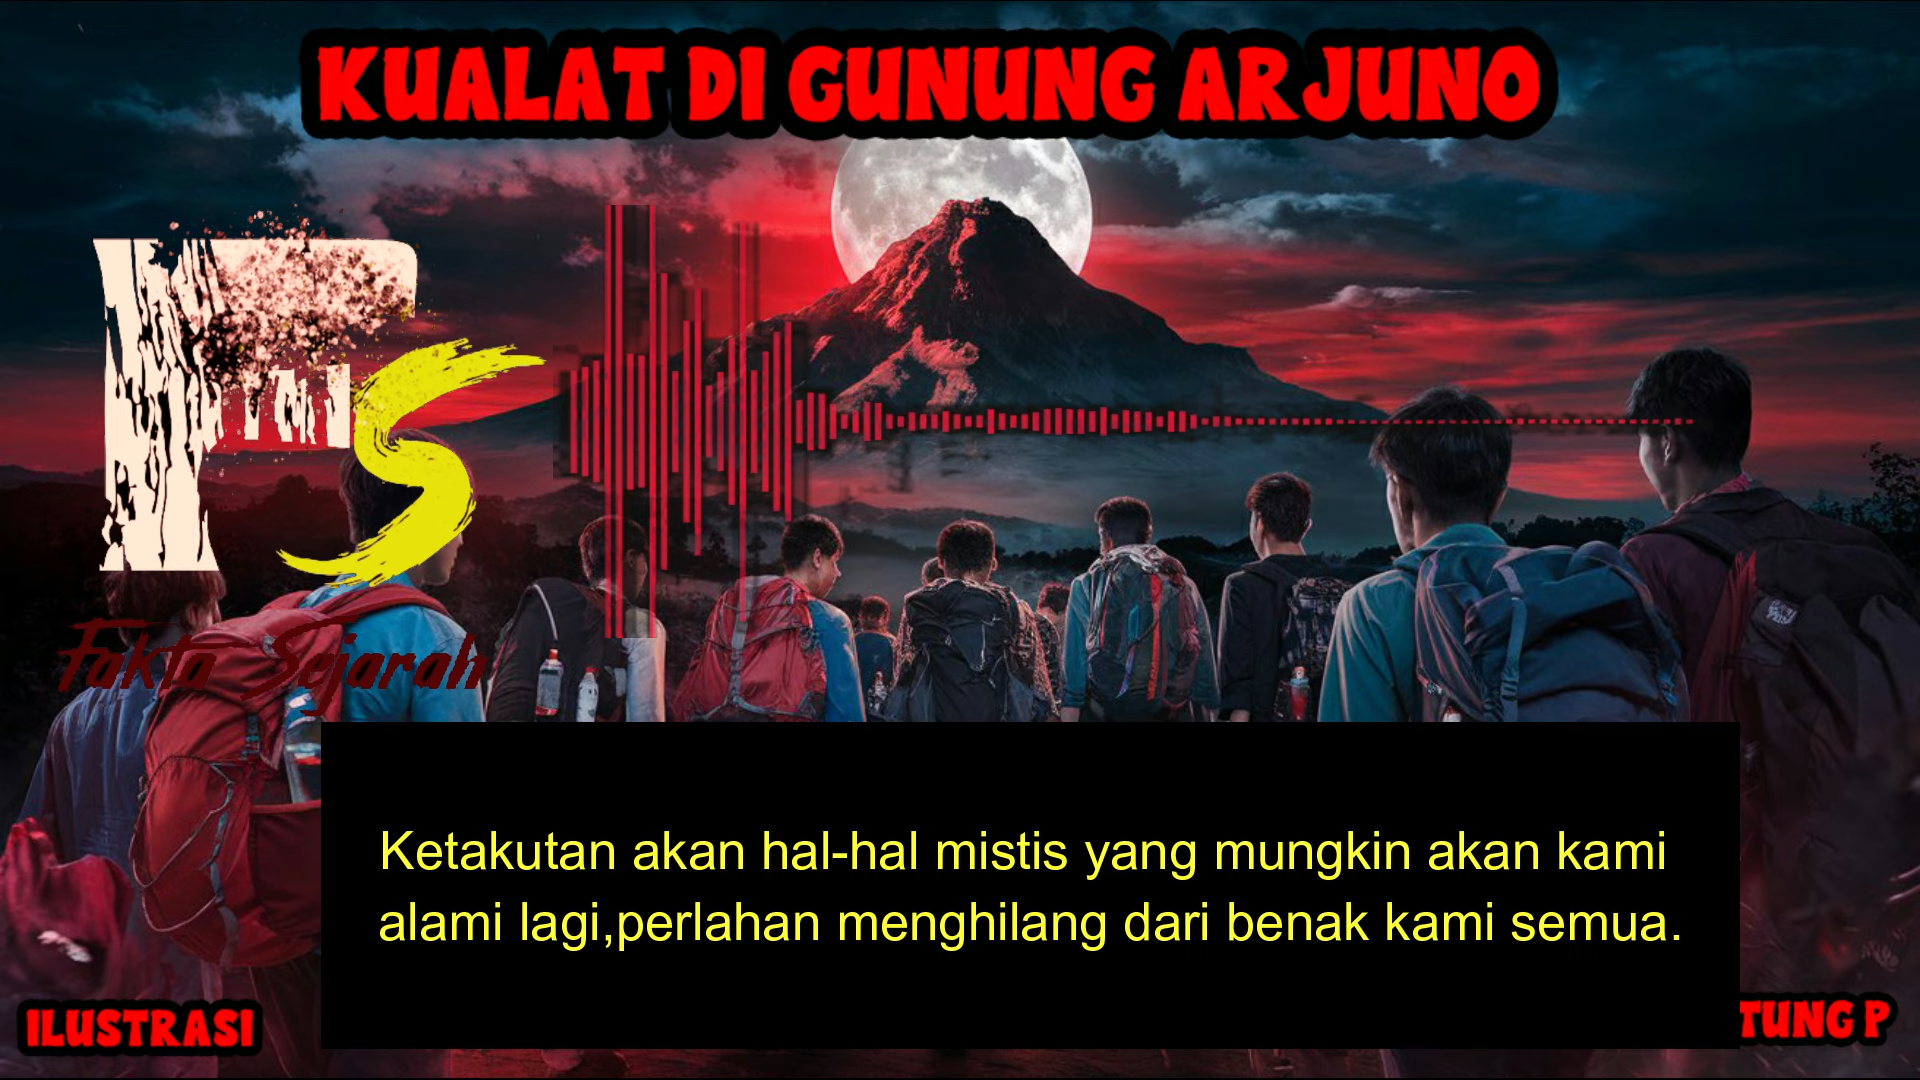 KUALAT DI GUNUNG ARJUNO
Fs
Fakta Sejarah
Ketakutan akan hal-hal mistis yang mungkin akan kami
alami lagi,perlahan menghilang dari benak kami semua.
ILUSTRASI
TUNG P